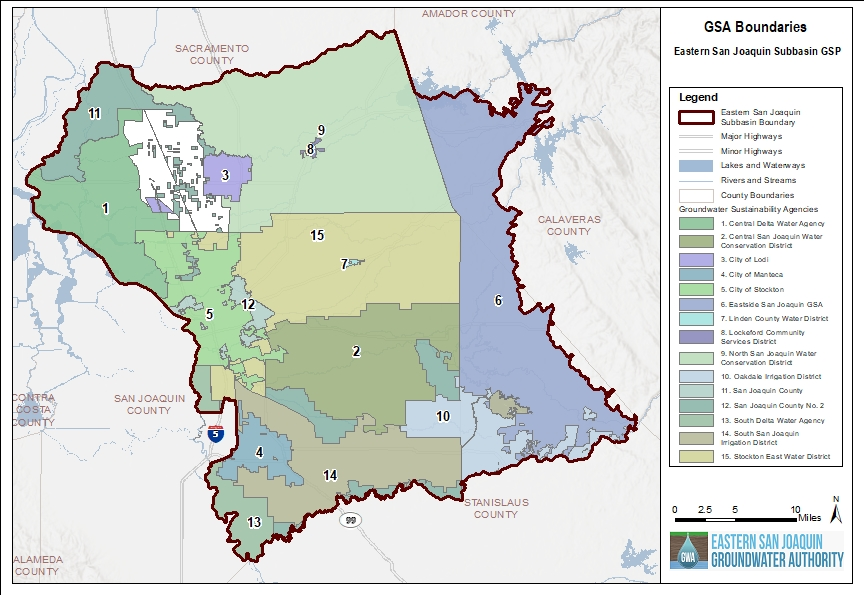 AMADOR COUNTY
SACRAMENTO
COUNTY
11
9
8
3
1
15
CALAVERAS
COUNTY
7
6
12
5
2
CONTRA
COSTA
COUNTY
SAN JOAQUIN
COUNTY
10
5
4
14
STANISLAUS
COUNTY
99
13
ALAMEDA
COUNTY
GSA Boundaries
Eastern San Joaquin Subbasin GSP
Legend
Eastern San Joaquin
Subbasin Boundary
Major Highways
Minor Highways
Lakes and Waterways
Rivers and Streams
County Boundaries
Groundwater Sustainability Agencies
1. Central Delta Water Agency
2. Central San Joaquin Water
Conservation District
3. City of Lodi
4. City of Manteca
5. City of Stockton
6. Eastside San Joaquin GSA
7. Linden County Water District
8. Lockeford Community
Services District
9. North San Joaquin Water
Conservation District
10. Oakdale Irrigation District
11. San Joaquin County
12. San Joaquin County No. 2
13. South Delta Water Agency
14. South San Joaquin
Irrigation District
15. Stockton East Water District
N
0 2.5 5 10
Miles
GWA
EASTERN SAN JOAQUIN
GROUNDWATER AUTHORITY